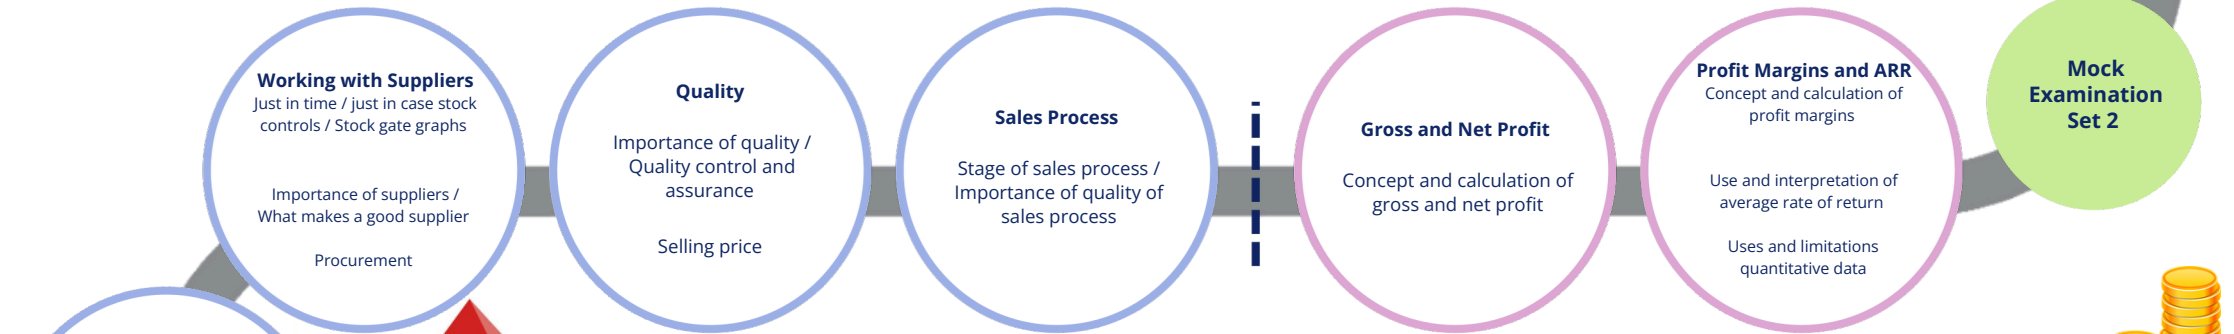 Working with Suppliers
Just in time / just in case stock
controls / Stock gate graphs
Importance of suppliers /
What makes a good supplier
Procurement
Quality
Importance of quality /
Quality control and
assurance
Selling price
Sales Process
Stage of sales process /
Importance of quality of
sales process
Gross and Net Profit
Concept and calculation of
gross and net profit
Profit Margins and ARR
Concept and calculation of
profit margins
Use and interpretation of
average rate of return
Uses and limitations
quantitative data
Mock
Examination
Set 2